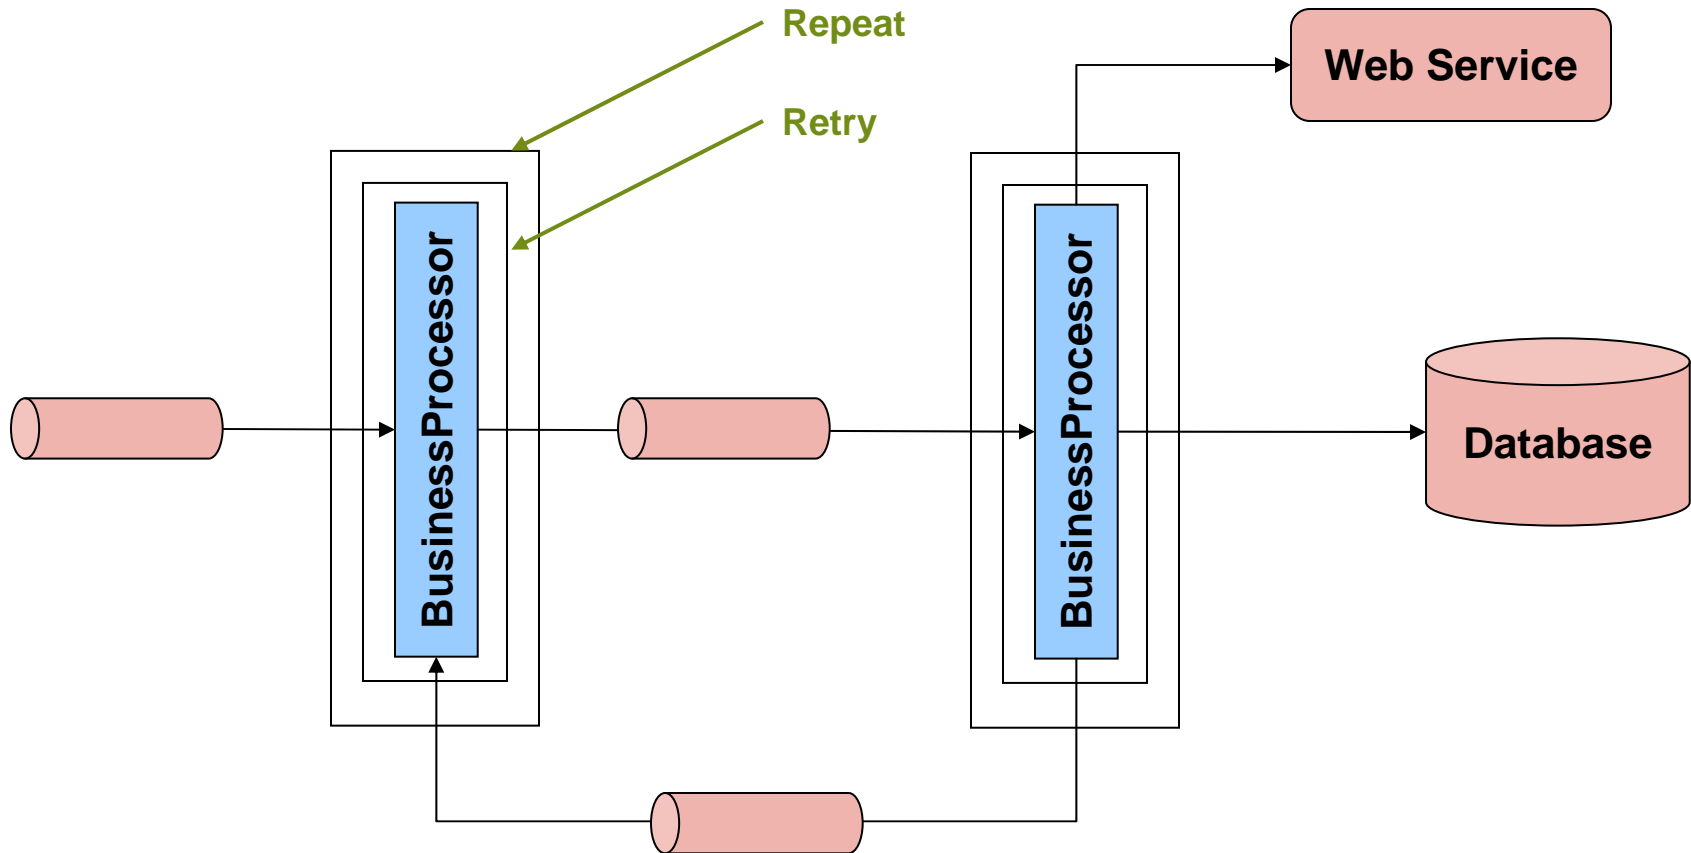 Repeat
Web Service
Retry
BusinessProcessor
BusinessProcessor
Database